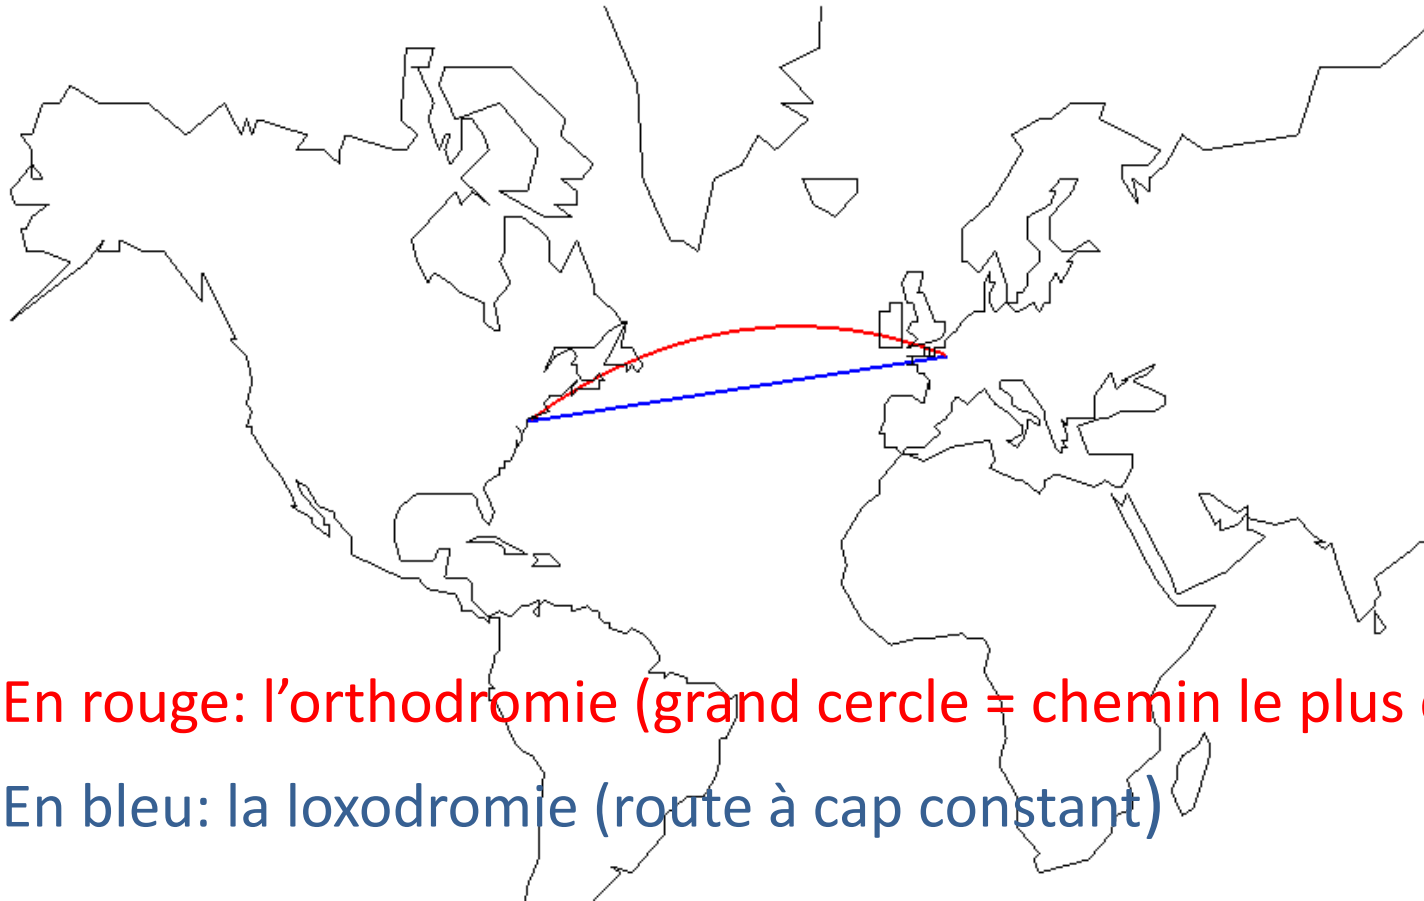 En rouge: l’orthodromie (grand cercle = chemin le plus
En bleu: la loxodromie (route à cap constant)